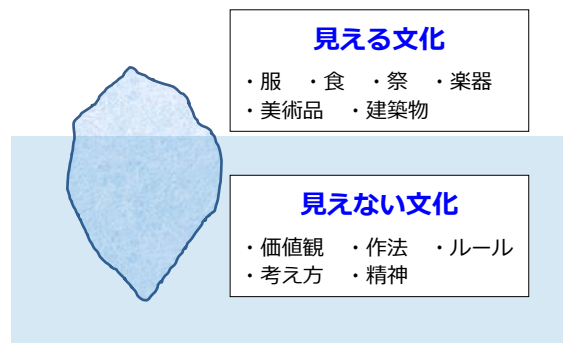 見える文化
・服　・食　・祭　・楽器
・美術品　・建築物
見えない文化
・価値観　・作法　・ルール
・考え方　・精神